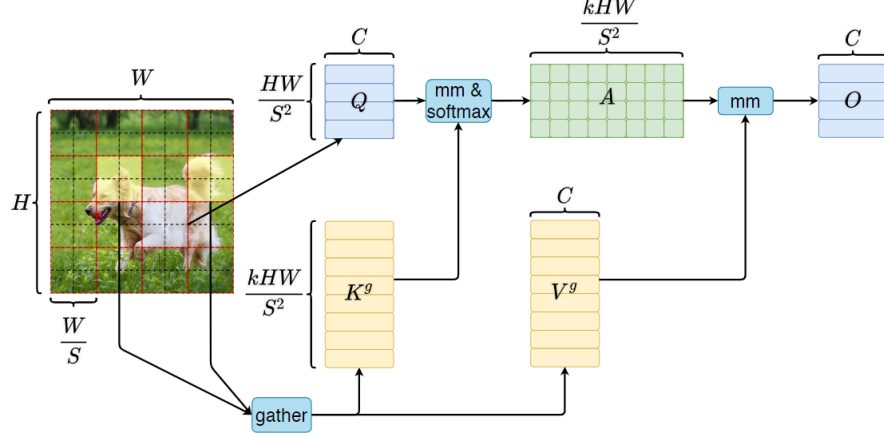 W
H
W/S
C
HW/S²
Q
mm &
softmax
kHW/S²
A
mm
C
O
kHW/S²
K^g
C
V^g
gather